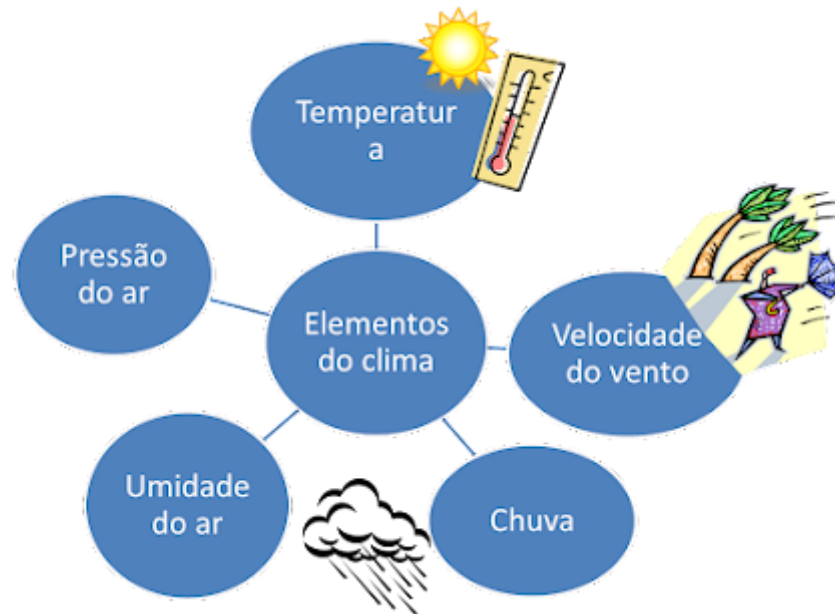 Temperatur
a
Pressão
do ar
Elementos
do clima
Velocidade
do vento
Umidade
do ar
Chuva